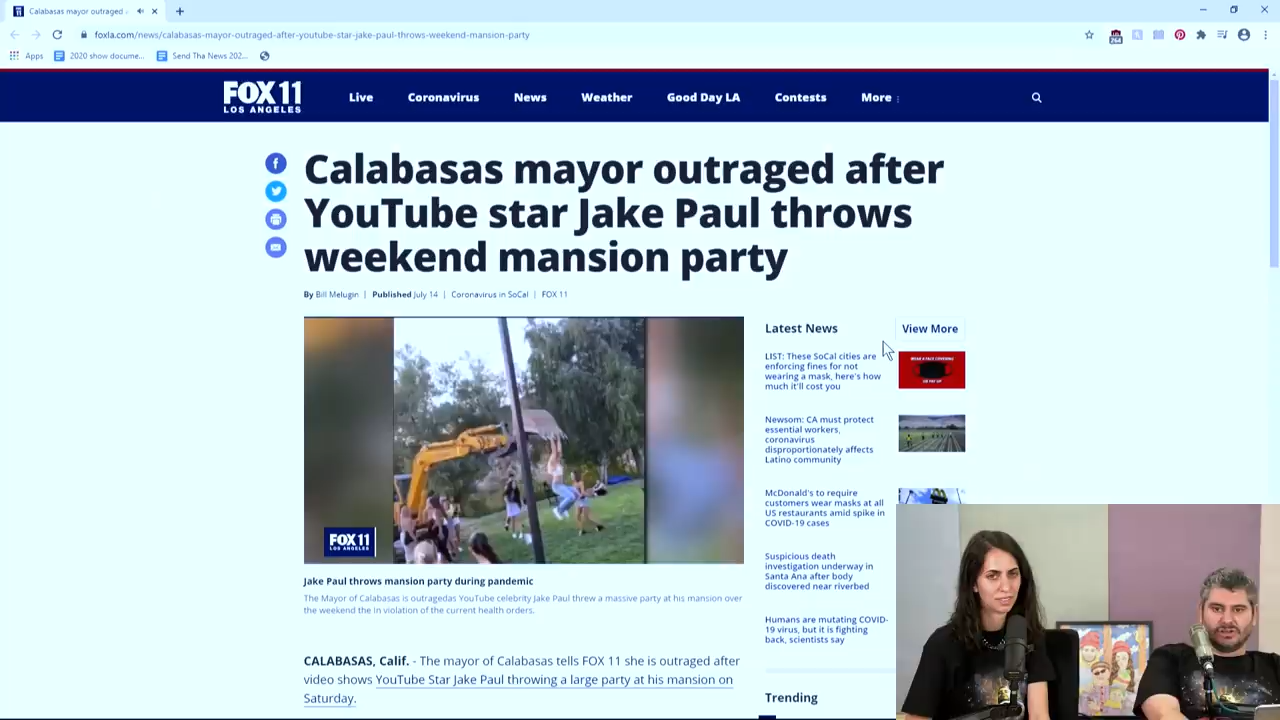 Calabasas mayor outraged
foxla.com/news/calabasas-mayor-outraged-after-youtube-star-jake-paul-throws-weekend-mansion-party
264
Apps
2020 show docume...
Send Tha News 202...
FOX 11
LOS ANGELES
Live
Coronavirus
News
Weather
Good Day LA
Contests
More
Calabasas mayor outraged after
YouTube star Jake Paul throws
weekend mansion party
By Bill Melugin | Published July 14 | Coronavirus in SoCal | FOX 11
FOX 11
LOS ANGELES
Jake Paul throws mansion party during pandemic
The Mayor of Calabasas is outragedas YouTube celebrity Jake Paul threw a massive party at his mansion over
the weekend the in violation of the current health orders.
CALABASAS, Calif. - The mayor of Calabasas tells FOX 11 she is outraged after
video shows YouTube Star Jake Paul throwing a large party at his mansion on
Saturday.
Latest News
View More
LIST: These SoCal cities are
enforcing fines for not
wearing a mask, here's how
much it'll cost you
WEAR A FACE COVERING
OR PAY UP
Newsom: CA must protect
essential workers,
coronavirus
disproportionately affects
Latino community
McDonald's to require
customers wear masks at all
US restaurants amid spike in
COVID-19 cases
Suspicious death
investigation underway in
Santa Ana after body
discovered near riverbed
Humans are mutating COVID-
19 virus, but it is fighting
back, scientists say
Trending